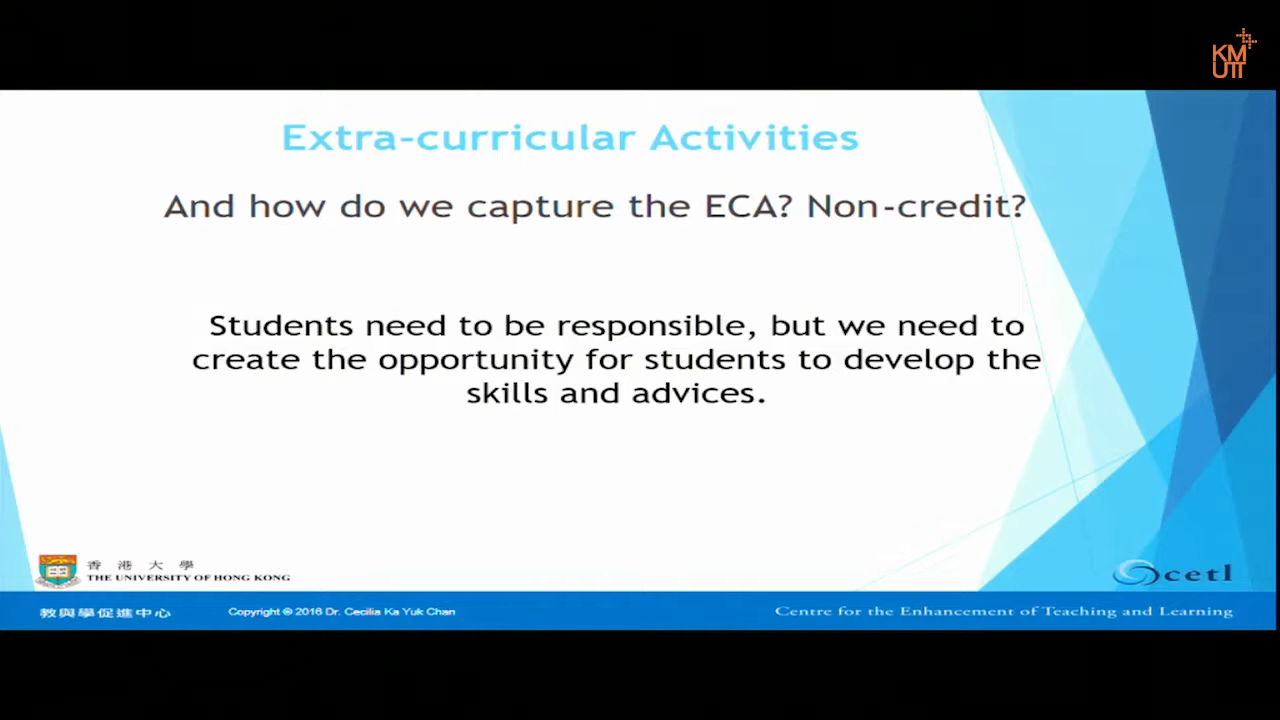 KM
UTT
Extra-curricular Activities
And how do we capture the ECA? Non-credit?
Students need to be responsible, but we need to
create the opportunity for students to develop the
skills and advices.
香港大學
THE UNIVERSITY OF HONG KONG
cetl
教與學促進中心
Copyright © 2016 Dr. Cecilia Ka Yuk Chan
Centre for the Enhancement of Teaching and Learning